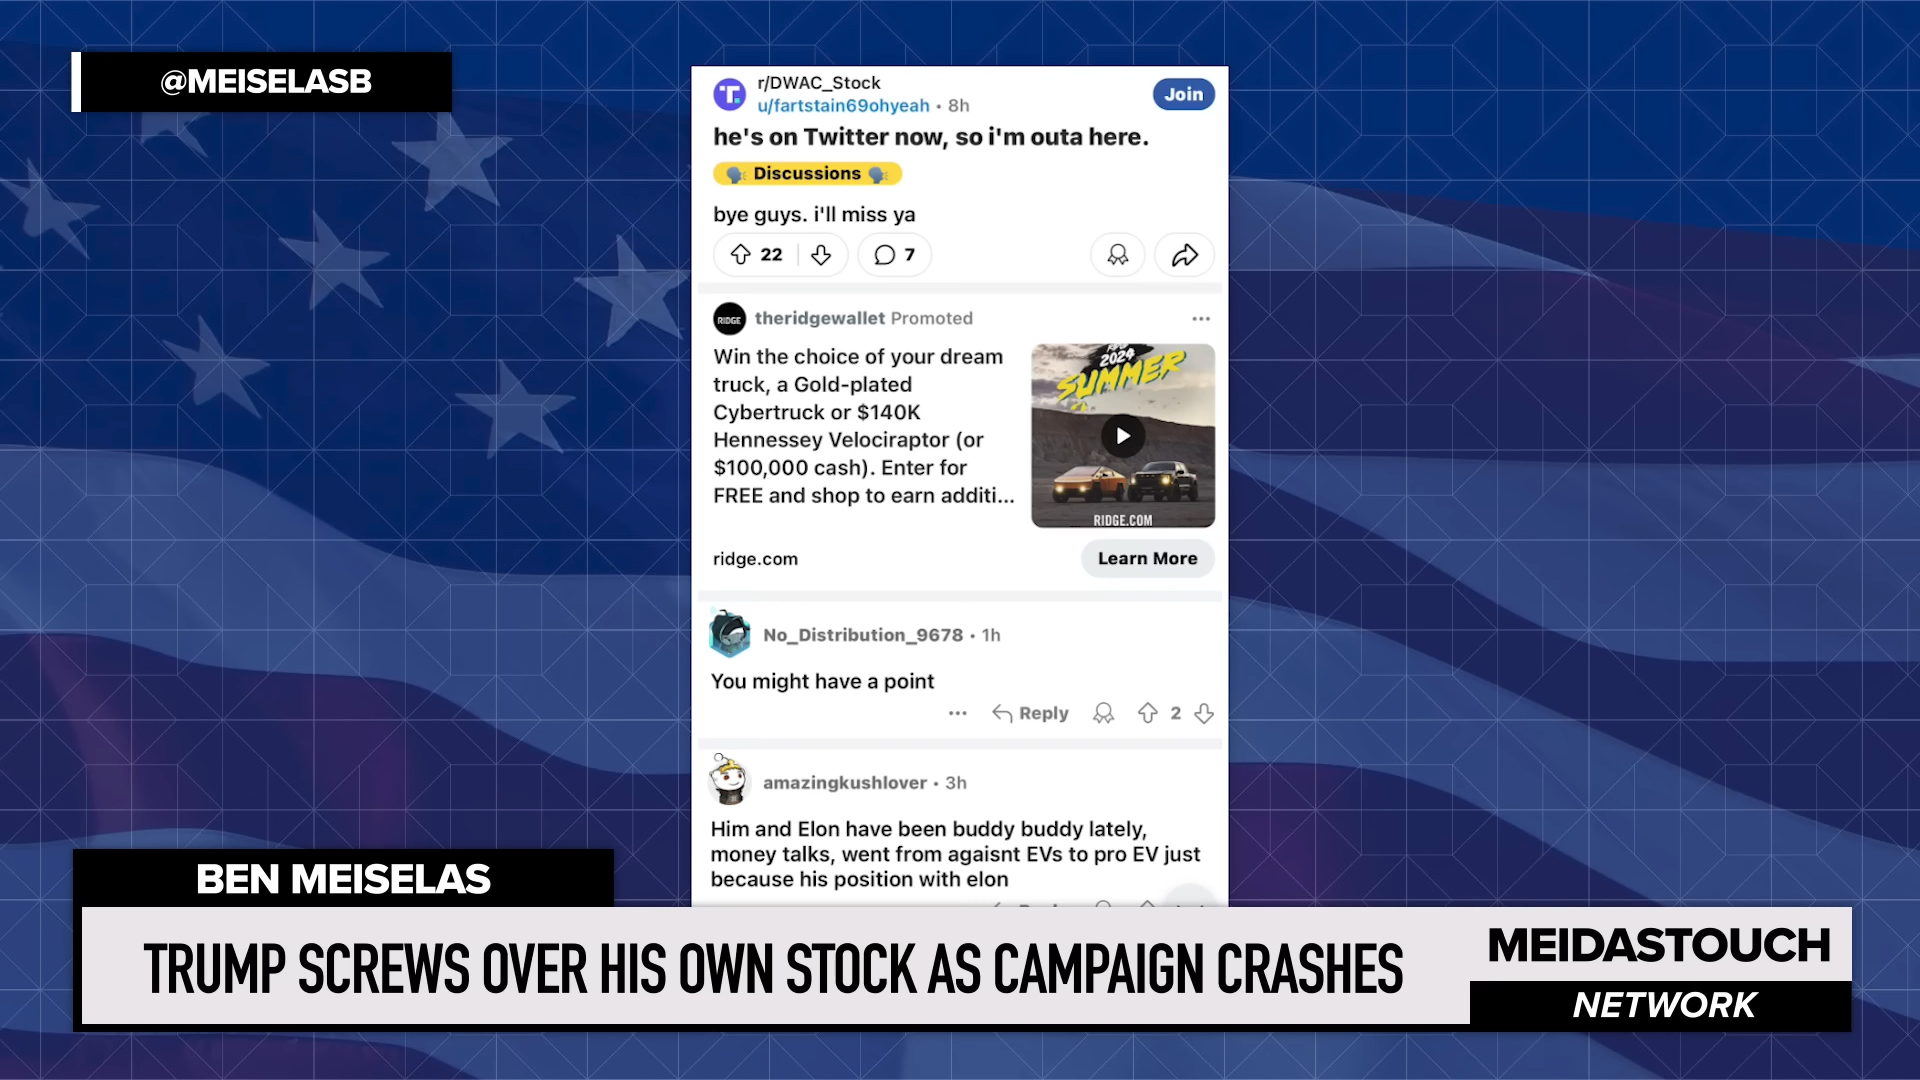 @MEISELASB
r/DWAC_Stock
u/fartstain69ohyeah • 8h
Join
he's on Twitter now, so i'm outa here.
Discussions
bye guys. i'll miss ya
22
7
RIDGE
theridgewallet Promoted
Win the choice of your dream
truck, a Gold-plated
Cybertruck or $140K
Hennessey Velociraptor (or
$100,000 cash). Enter for
FREE and shop to earn additi...
2024
SUMMER
RIDGE.COM
ridge.com
Learn More
No_Distribution_9678 • 1h
You might have a point
Reply
2
amazingkushlover • 3h
Him and Elon have been buddy buddy lately,
money talks, went from agaisnt EVs to pro EV just
because his position with elon
BEN MEISELAS
TRUMP SCREWS OVER HIS OWN STOCK AS CAMPAIGN CRASHES
MEIDASTOUCH
NETWORK